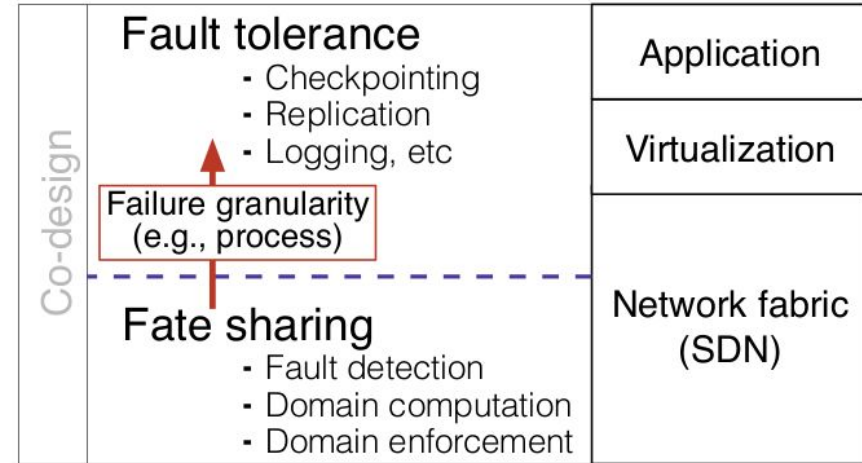 Co-design
Fault tolerance
- Checkpointing
- Replication
- Logging, etc
Failure granularity
(e.g., process)
Fate sharing
- Fault detection
- Domain computation
- Domain enforcement
Application
Virtualization
Network fabric
(SDN)